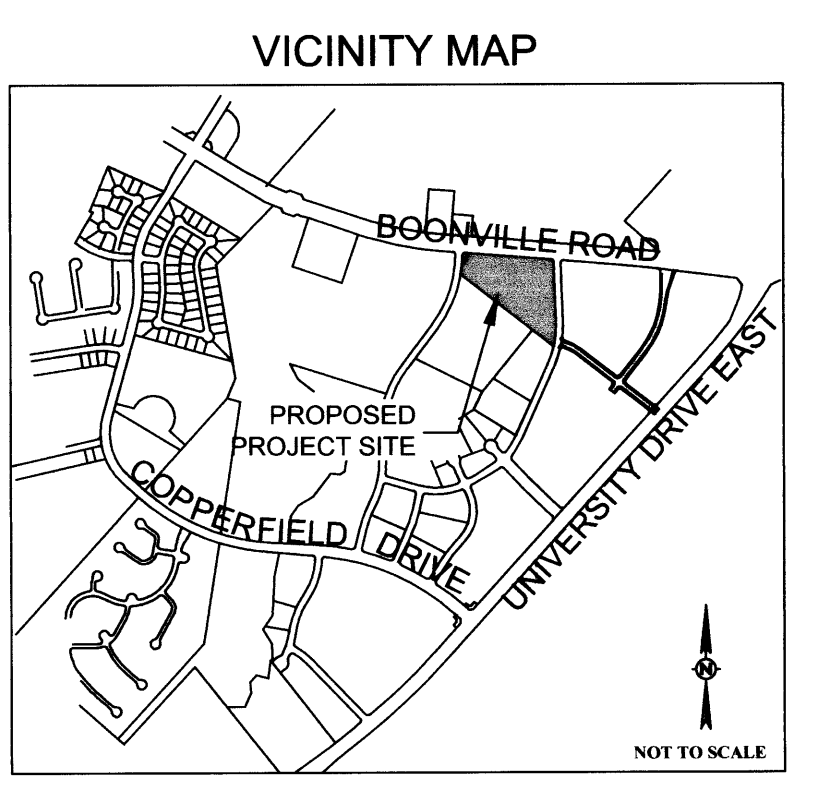 VICINITY MAP
BOONVILLE ROAD
UNIVERSITY DRIVE EAST
PROPOSED
PROJECT SITE
COPPERFIELD DRIVE
N
NOT TO SCALE